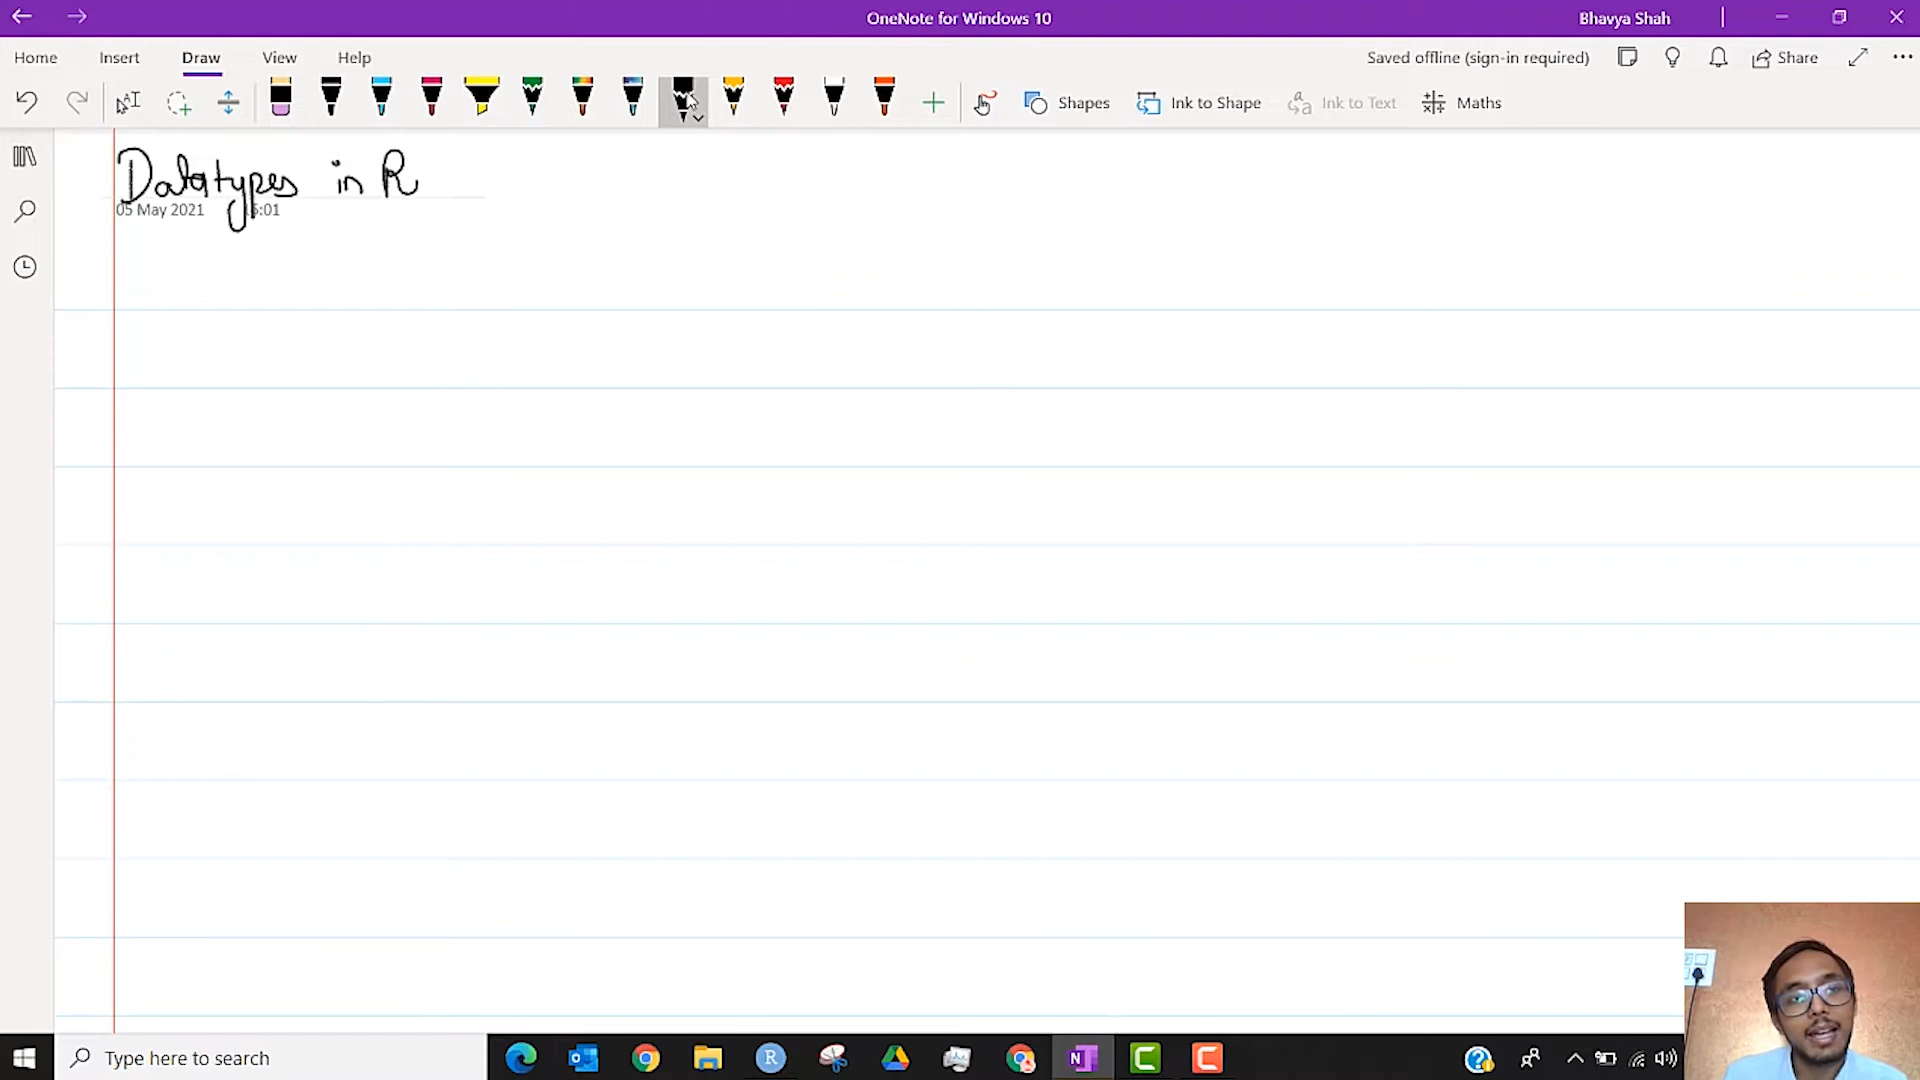 OneNote for Windows 10
Bhavya Shah
Home Insert Draw View Help
Saved offline (sign-in required)
Share
Shapes
Ink to Shape
Ink to Text
Maths
Datatypes in R
05 May 2021
:01
Type here to search